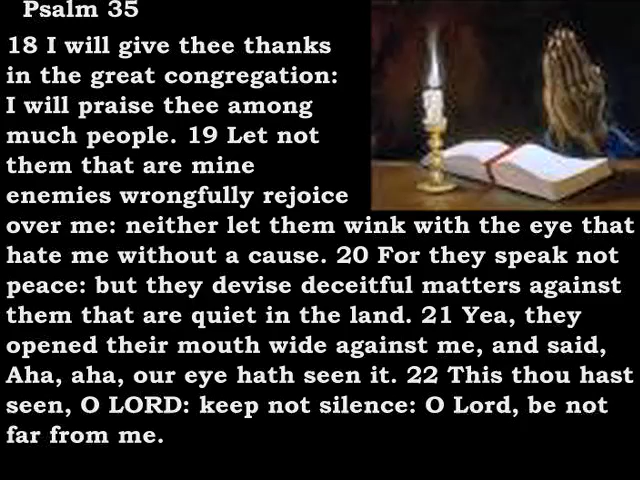 Psalm 35
18 I will give thee thanks
in the great congregation:
I will praise thee among
much people. 19 Let not
them that are mine
enemies wrongfully rejoice
over me: neither let them wink with the eye that
hate me without a cause. 20 For they speak not
peace: but they devise deceitful matters against
them that are quiet in the land. 21 Yea, they
opened their mouth wide against me, and said,
Aha, aha, our eye hath seen it. 22 This thou hast
seen, O LORD: keep not silence: O Lord, be not
far from me.